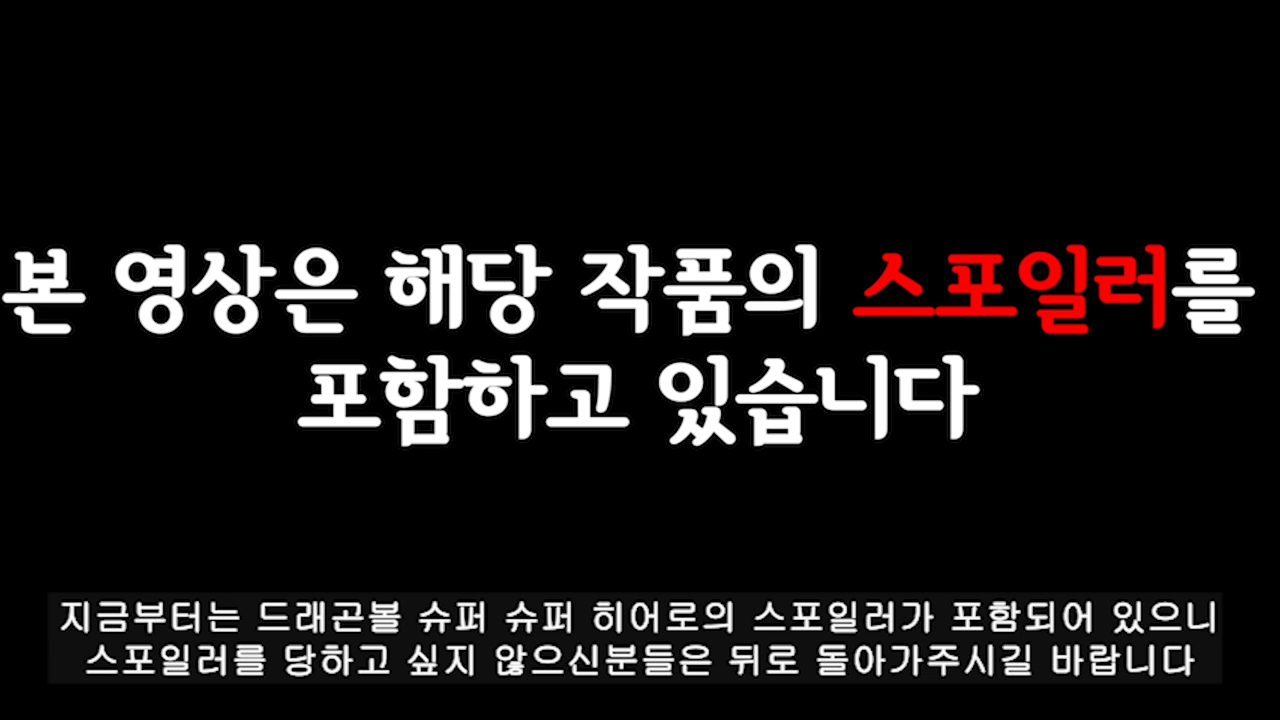 본 영상은 해당 작품의 스포일러를
포함하고 있습니다
지금부터는 드래곤볼 슈퍼 슈퍼 히어로의 스포일러가 포함되어 있으니
스포일러를 당하고 싶지 않으신분들은 뒤로 돌아가주시길 바랍니다